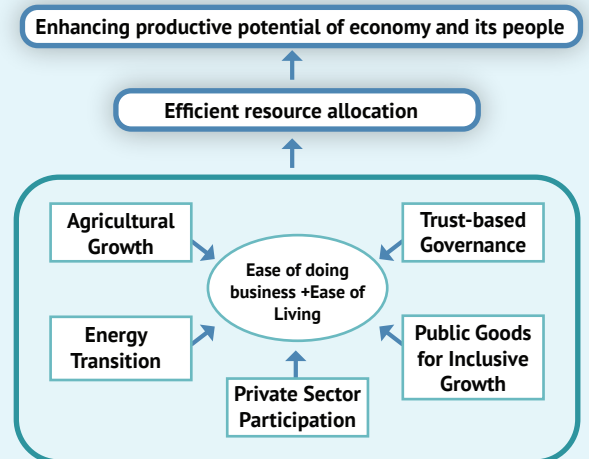 Enhancing productive potential of economy and its people
Efficient resource allocation
Agricultural
Growth
Trust-based
Governance
Ease of doing
business +Ease of
Living
Energy
Transition
Public Goods
for Inclusive
Growth
Private Sector
Participation